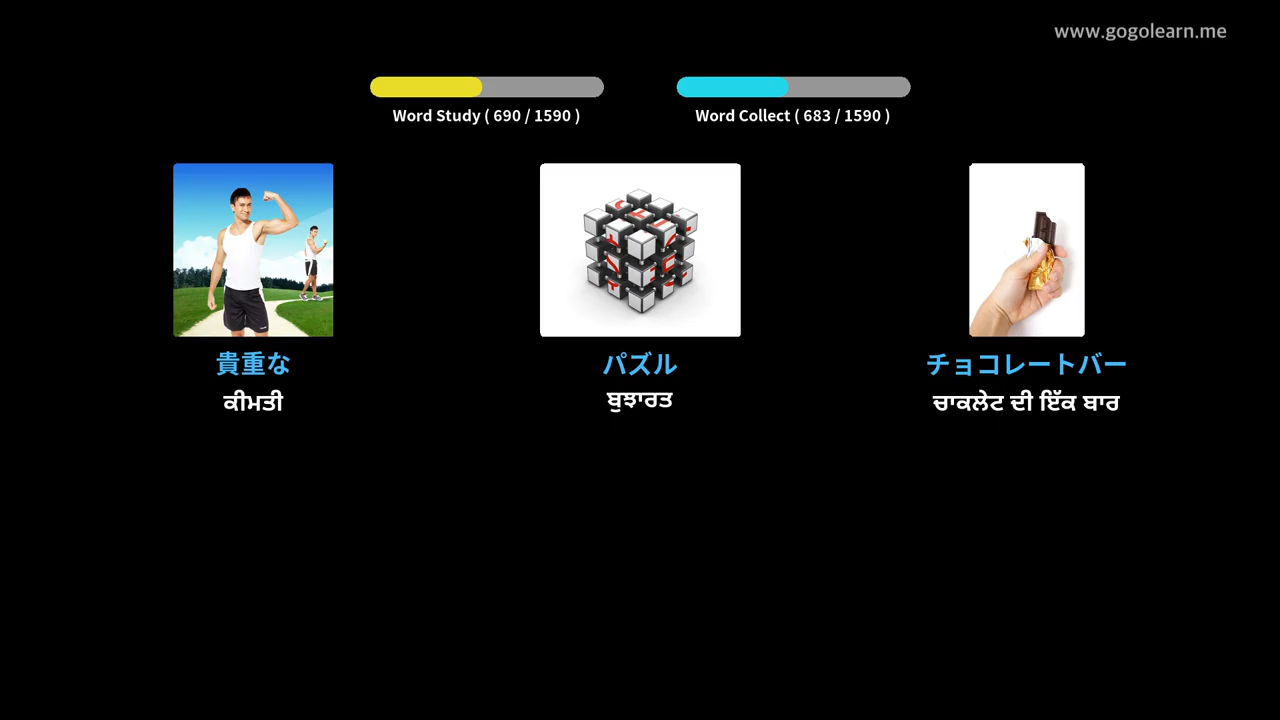 www.gogolearn.me
Word Study ( 690 / 1590 )
Word Collect ( 683 / 1590 )
貴重な
パズル
チョコレートバー
ਕੀਮਤੀ
ਬੁਝਾਰਤ
ਚਾਕਲੇਟ ਦੀ ਇੱਕ ਬਾਰ